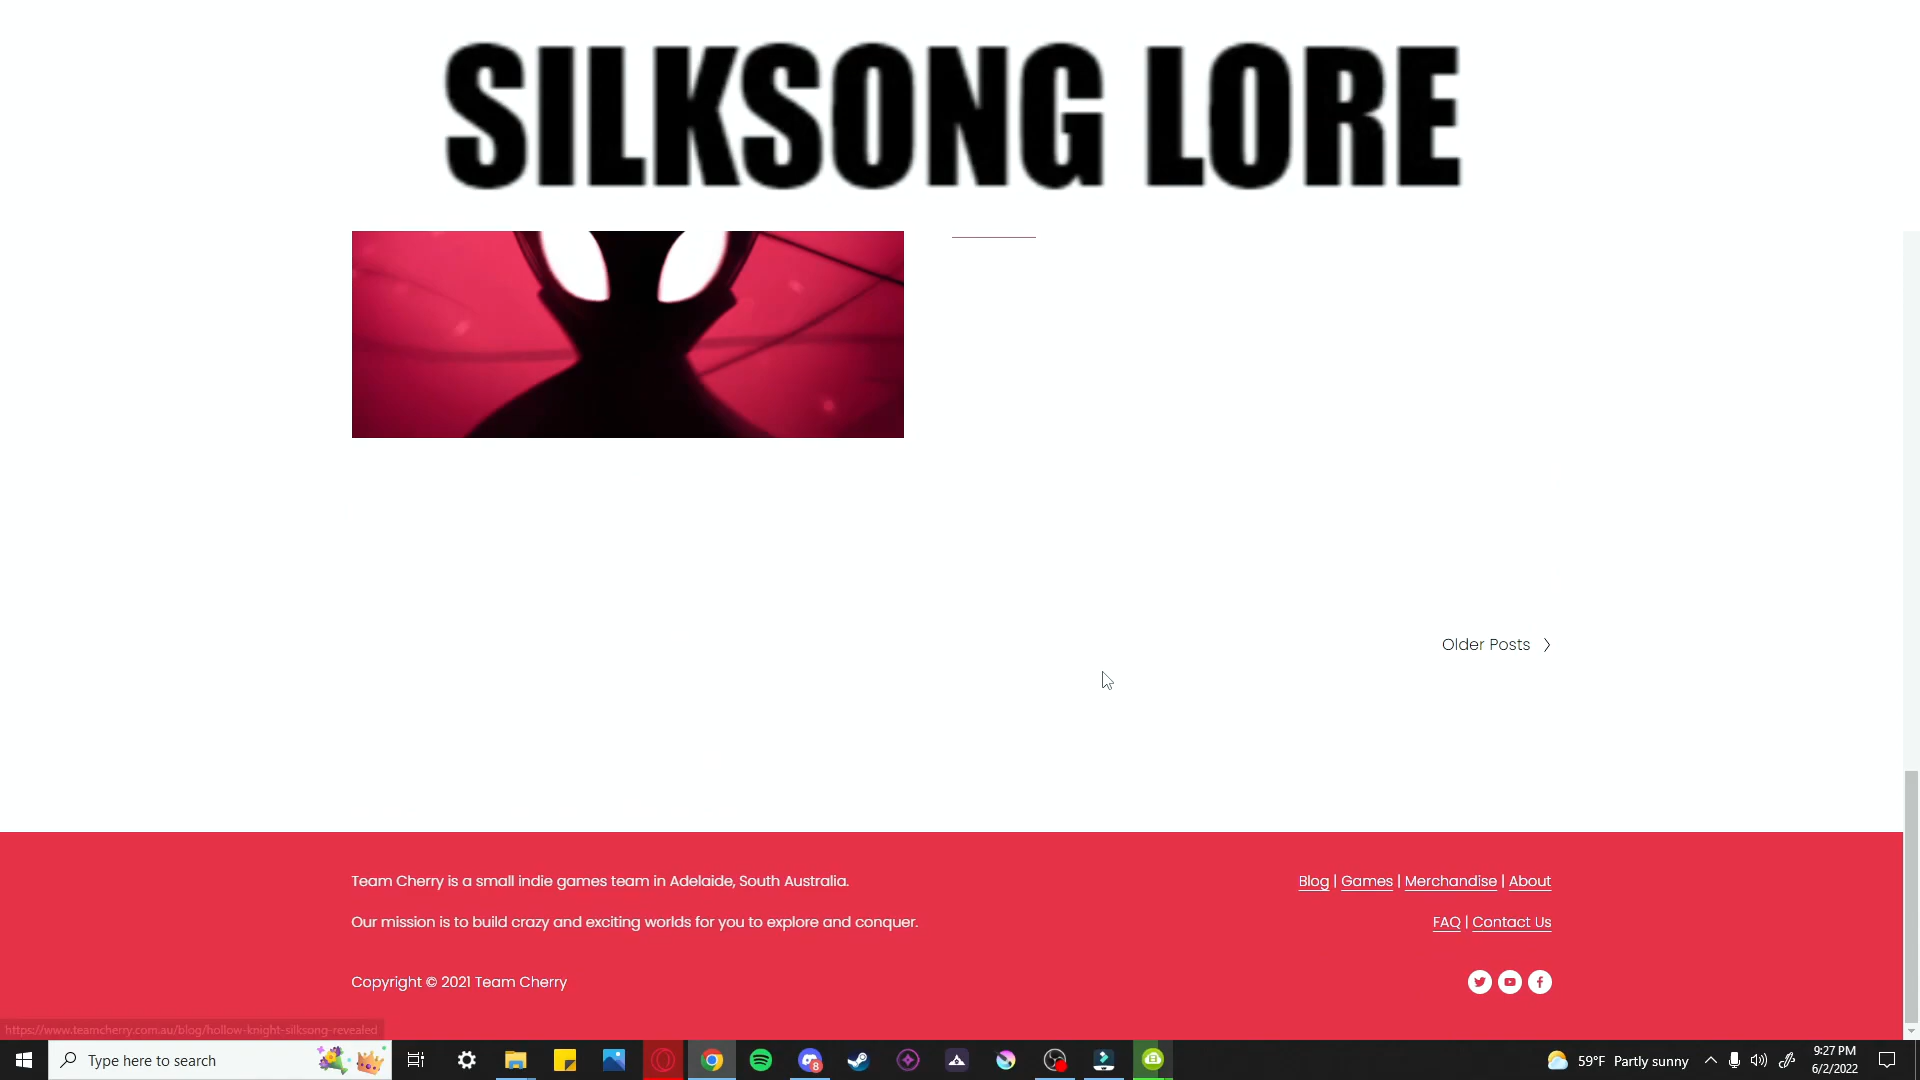 SILKSONG LORE
Older Posts
Team Cherry is a small indie games team in Adelaide, South Australia.
Blog | Games | Merchandise | About
Our mission is to build crazy and exciting worlds for you to explore and conquer.
FAQ | Contact Us
Copyright © 2021 Team Cherry
https://www.teamcherry.com.au/blog/hollow-knight-silksong-revealed
Type here to search
8
59°F Partly sunny
9:27 PM
6/2/2022